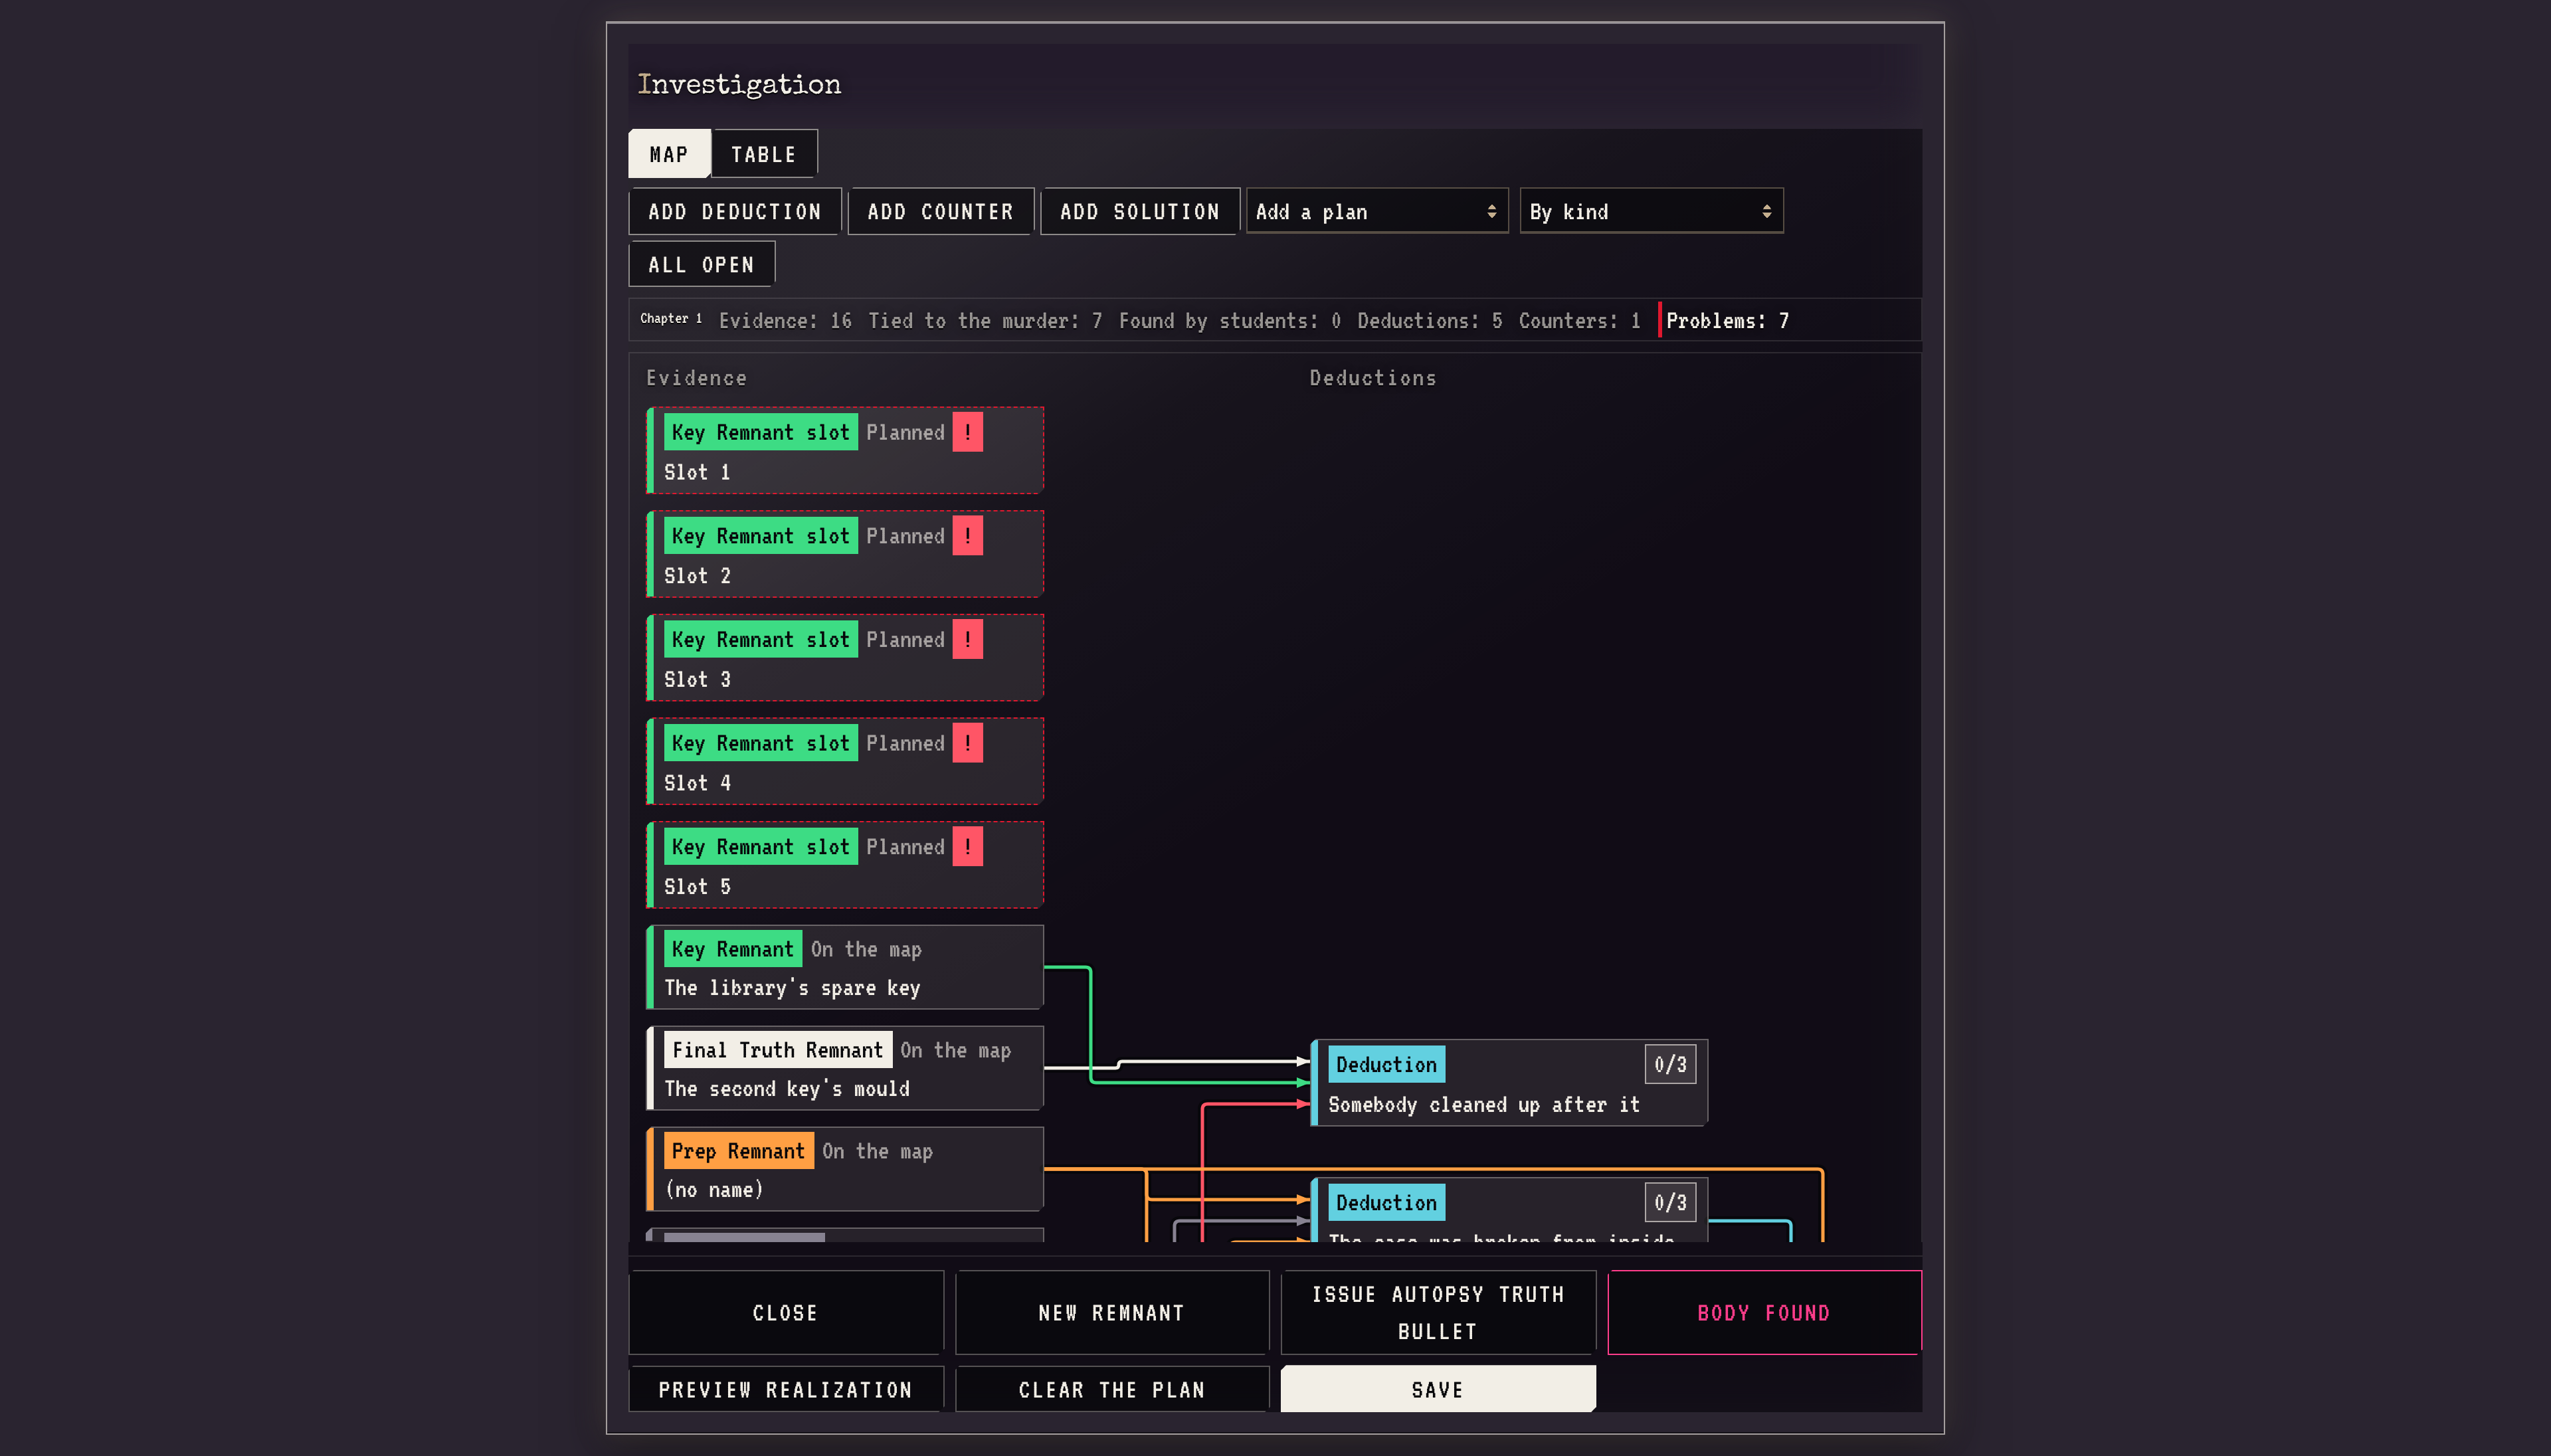 Investigation
MAP
TABLE
ADD DEDUCTION
ADD COUNTER
ADD SOLUTION
Add a plan
By kind
ALL OPEN
Chapter 1 Evidence: 16 Tied to the murder: 7 Found by students: 0 Deductions: 5 Counters: 1 Problems: 7
Evidence
Deductions
Key Remnant slot Planned !
Slot 1
Key Remnant slot Planned !
Slot 2
Key Remnant slot Planned !
Slot 3
Key Remnant slot Planned !
Slot 4
Key Remnant slot Planned !
Slot 5
Key Remnant On the map
The library's spare key
Final Truth Remnant On the map
The second key's mould
Deduction 0/3
Somebody cleaned up after it
Prep Remnant On the map
(no name)
Deduction 0/3
The case was broken from inside
CLOSE
NEW REMNANT
ISSUE AUTOPSY TRUTH
BULLET
BODY FOUND
PREVIEW REALIZATION
CLEAR THE PLAN
SAVE